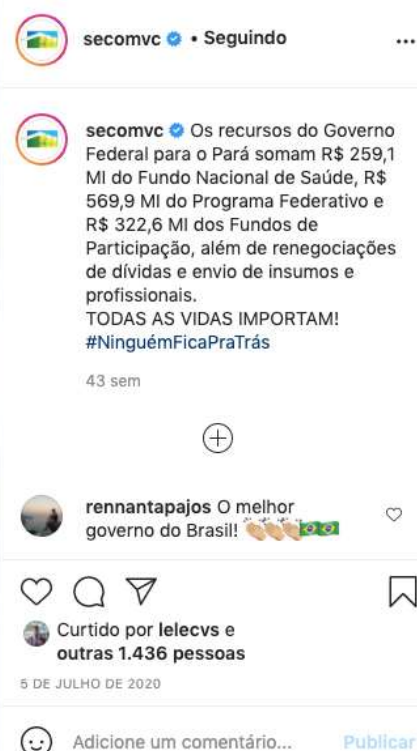 secomvc • Seguindo
secomvc Os recursos do Governo
Federal para o Pará somam R$ 259,1
MI do Fundo Nacional de Saúde, R$
569,9 MI do Programa Federativo e
R$ 322,6 MI dos Fundos de
Participação, além de renegociações
de dívidas e envio de insumos e
profissionais.
TODAS AS VIDAS IMPORTAM!
#NinguémFicaPraTrás
43 sem
rennantapajos O melhor
governo do Brasil! 👏🏼👏🏼👏🏼🇧🇷🇧🇷
Curtido por lelecvs e
outras 1.436 pessoas
5 DE JULHO DE 2020
Adicione um comentário... Publicar